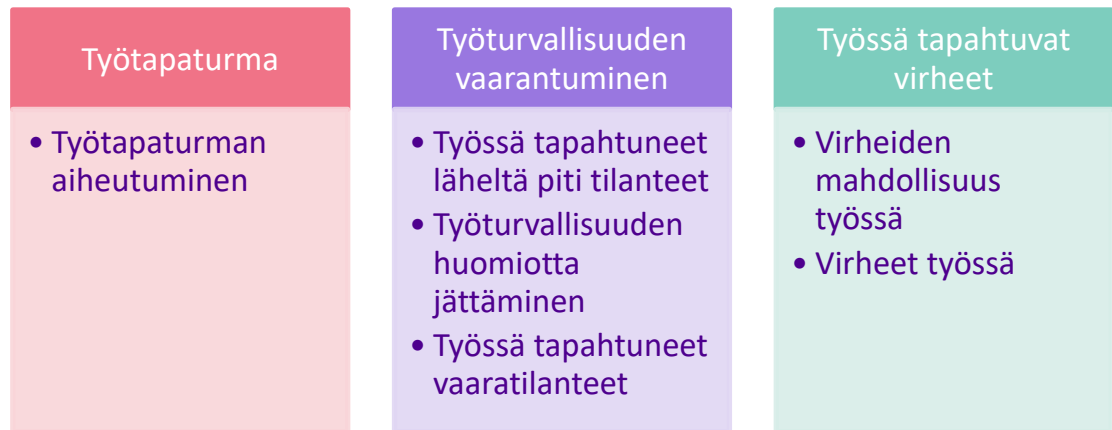 Työtapaturma
• Työtapaturman
aiheutuminen
Työturvallisuuden
vaarantuminen
• Työssä tapahtuneet
läheltä piti tilanteet
• Työturvallisuuden
huomiotta
jättäminen
• Työssä tapahtuneet
vaaratilanteet
Työssä tapahtuvat
virheet
• Virheiden
mahdollisuus
työssä
• Virheet työssä